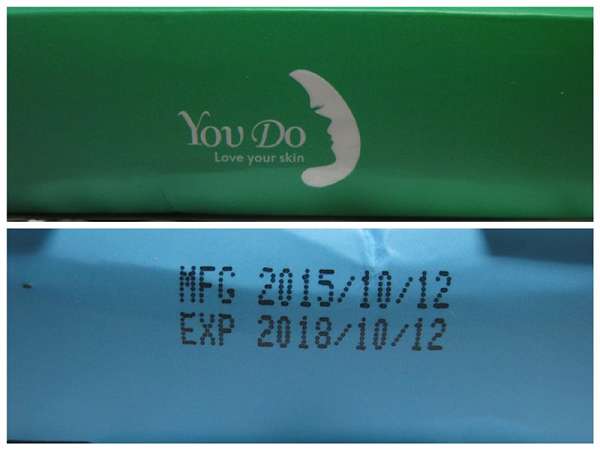 You Do
Love your skin
MFG 2015/10/12
EXP 2018/10/12